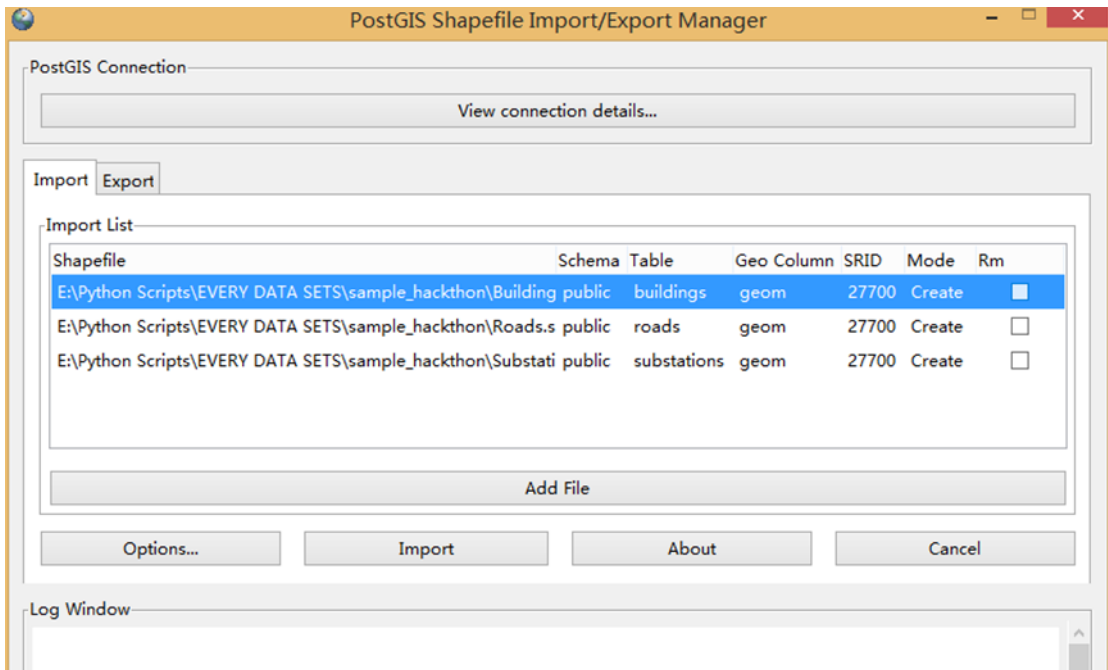 PostGIS Shapefile Import/Export Manager
PostGIS Connection
View connection details...
Import Export
Import List
Shapefile Schema Table Geo Column SRID Mode Rm
E:\Python Scripts\EVERY DATA SETS\sample_hackthon\Building public buildings geom 27700 Create
E:\Python Scripts\EVERY DATA SETS\sample_hackthon\Roads.s public roads geom 27700 Create
E:\Python Scripts\EVERY DATA SETS\sample_hackthon\Substati public substations geom 27700 Create
Add File
Options... Import About Cancel
Log Window